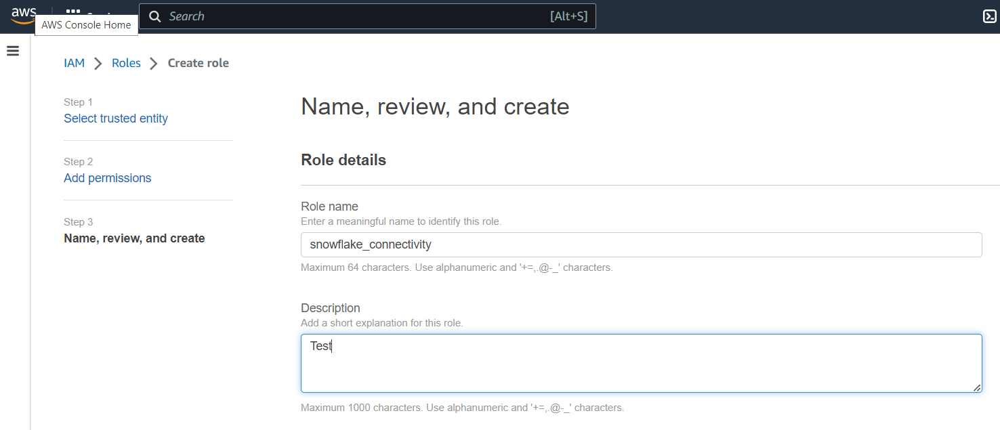 aws
AWS Console Home
Search
[Alt+S]
IAM
Roles
Create role
Step 1
Select trusted entity
Step 2
Add permissions
Step 3
Name, review, and create
Name, review, and create
Role details
Role name
Enter a meaningful name to identify this role.
snowflake_connectivity
Maximum 64 characters. Use alphanumeric and '+=,.@-_' characters.
Description
Add a short explanation for this role.
Test
Maximum 1000 characters. Use alphanumeric and '+=,.@-_' characters.